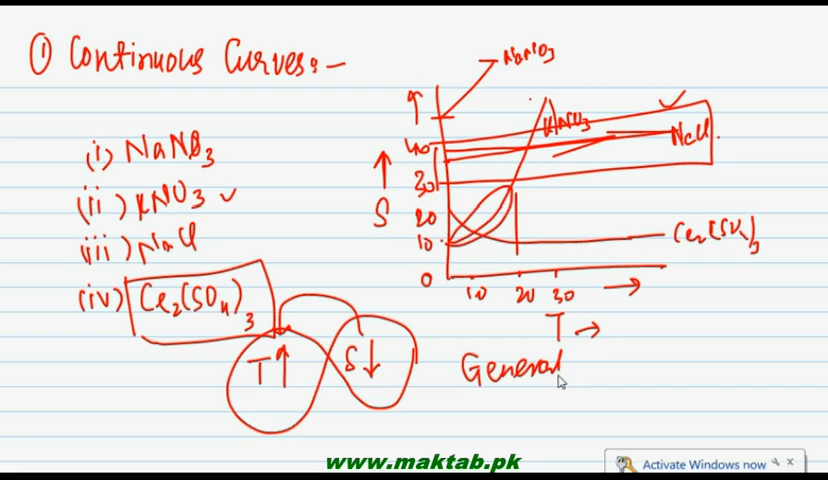 ① Continuous Curves:-
(i) NaNO3
(ii) KNO3 ✓
(iii) NaCl
(iv) Ce2(SO4)3
T↑ S↓
NaNO3
KNO3
NaCl
Ce2(SO4)3
S
40
30
20
10
0
10 20 30
T →
General
www.maktab.pk
Activate Windows now